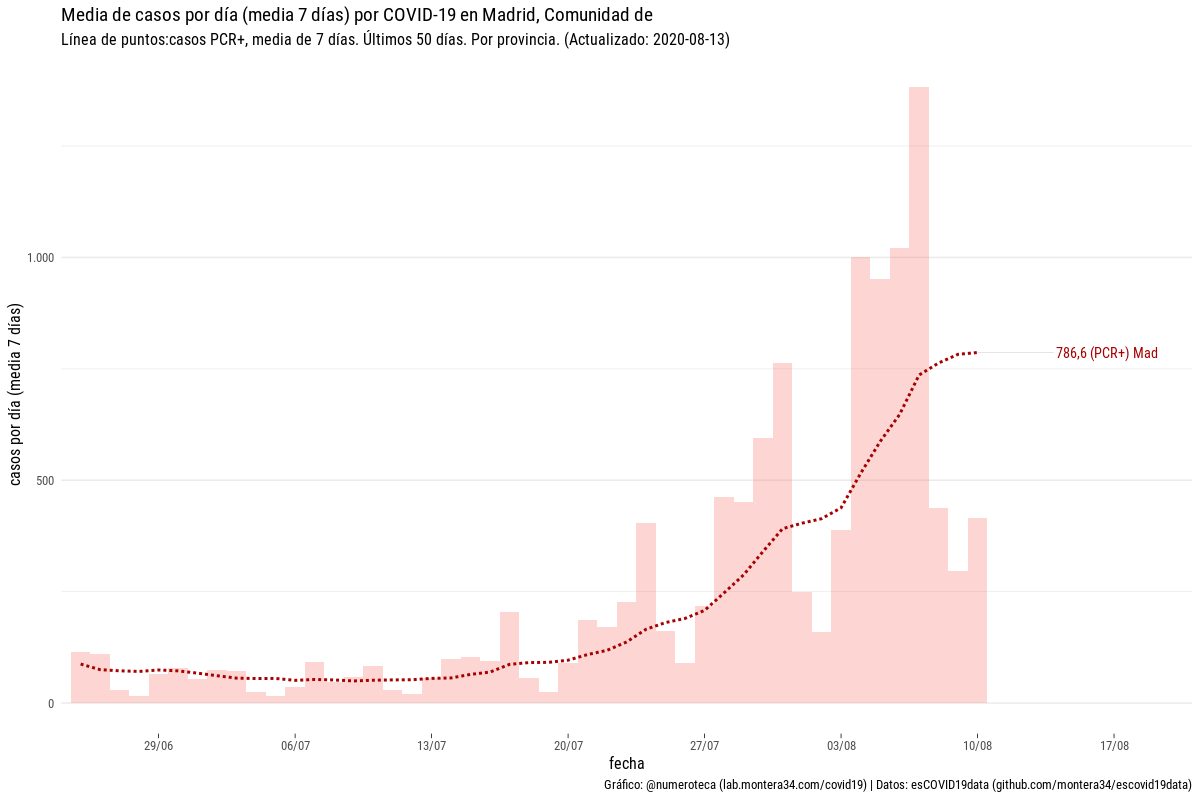 Media de casos por día (media 7 días) por COVID-19 en Madrid, Comunidad de
Línea de puntos:casos PCR+, media de 7 días. Últimos 50 días. Por provincia. (Actualizado: 2020-08-13)
casos por día (media 7 días)
1.000
500
0
786,6 (PCR+) Mad
29/06
06/07
13/07
20/07
27/07
03/08
10/08
17/08
fecha
Gráfico: @numeroteca (lab.montera34.com/covid19) | Datos: esCOVID19data (github.com/montera34/escovid19data)